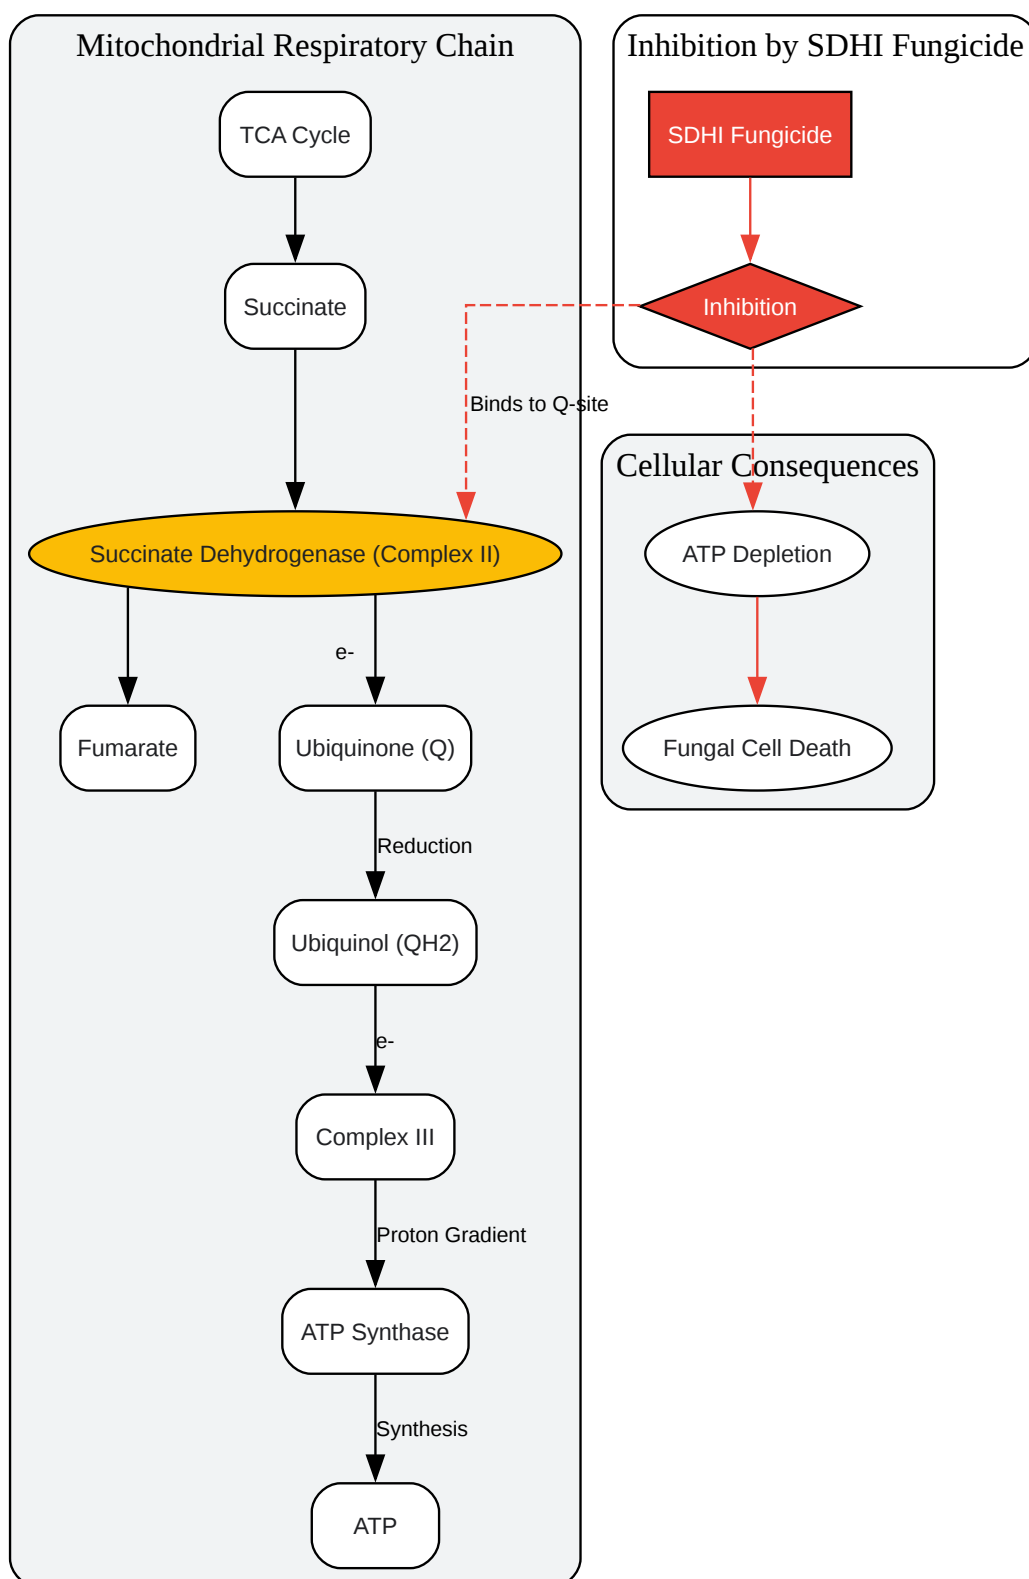 Mitochondrial Respiratory Chain
TCA Cycle
Succinate
Succinate Dehydrogenase (Complex II)
Fumarate
e-
Ubiquinone (Q)
Reduction
Ubiquinol (QH2)
e-
Complex III
Proton Gradient
ATP Synthase
Synthesis
ATP
Inhibition by SDHI Fungicide
SDHI Fungicide
Inhibition
Binds to Q-site
Cellular Consequences
ATP Depletion
Fungal Cell Death